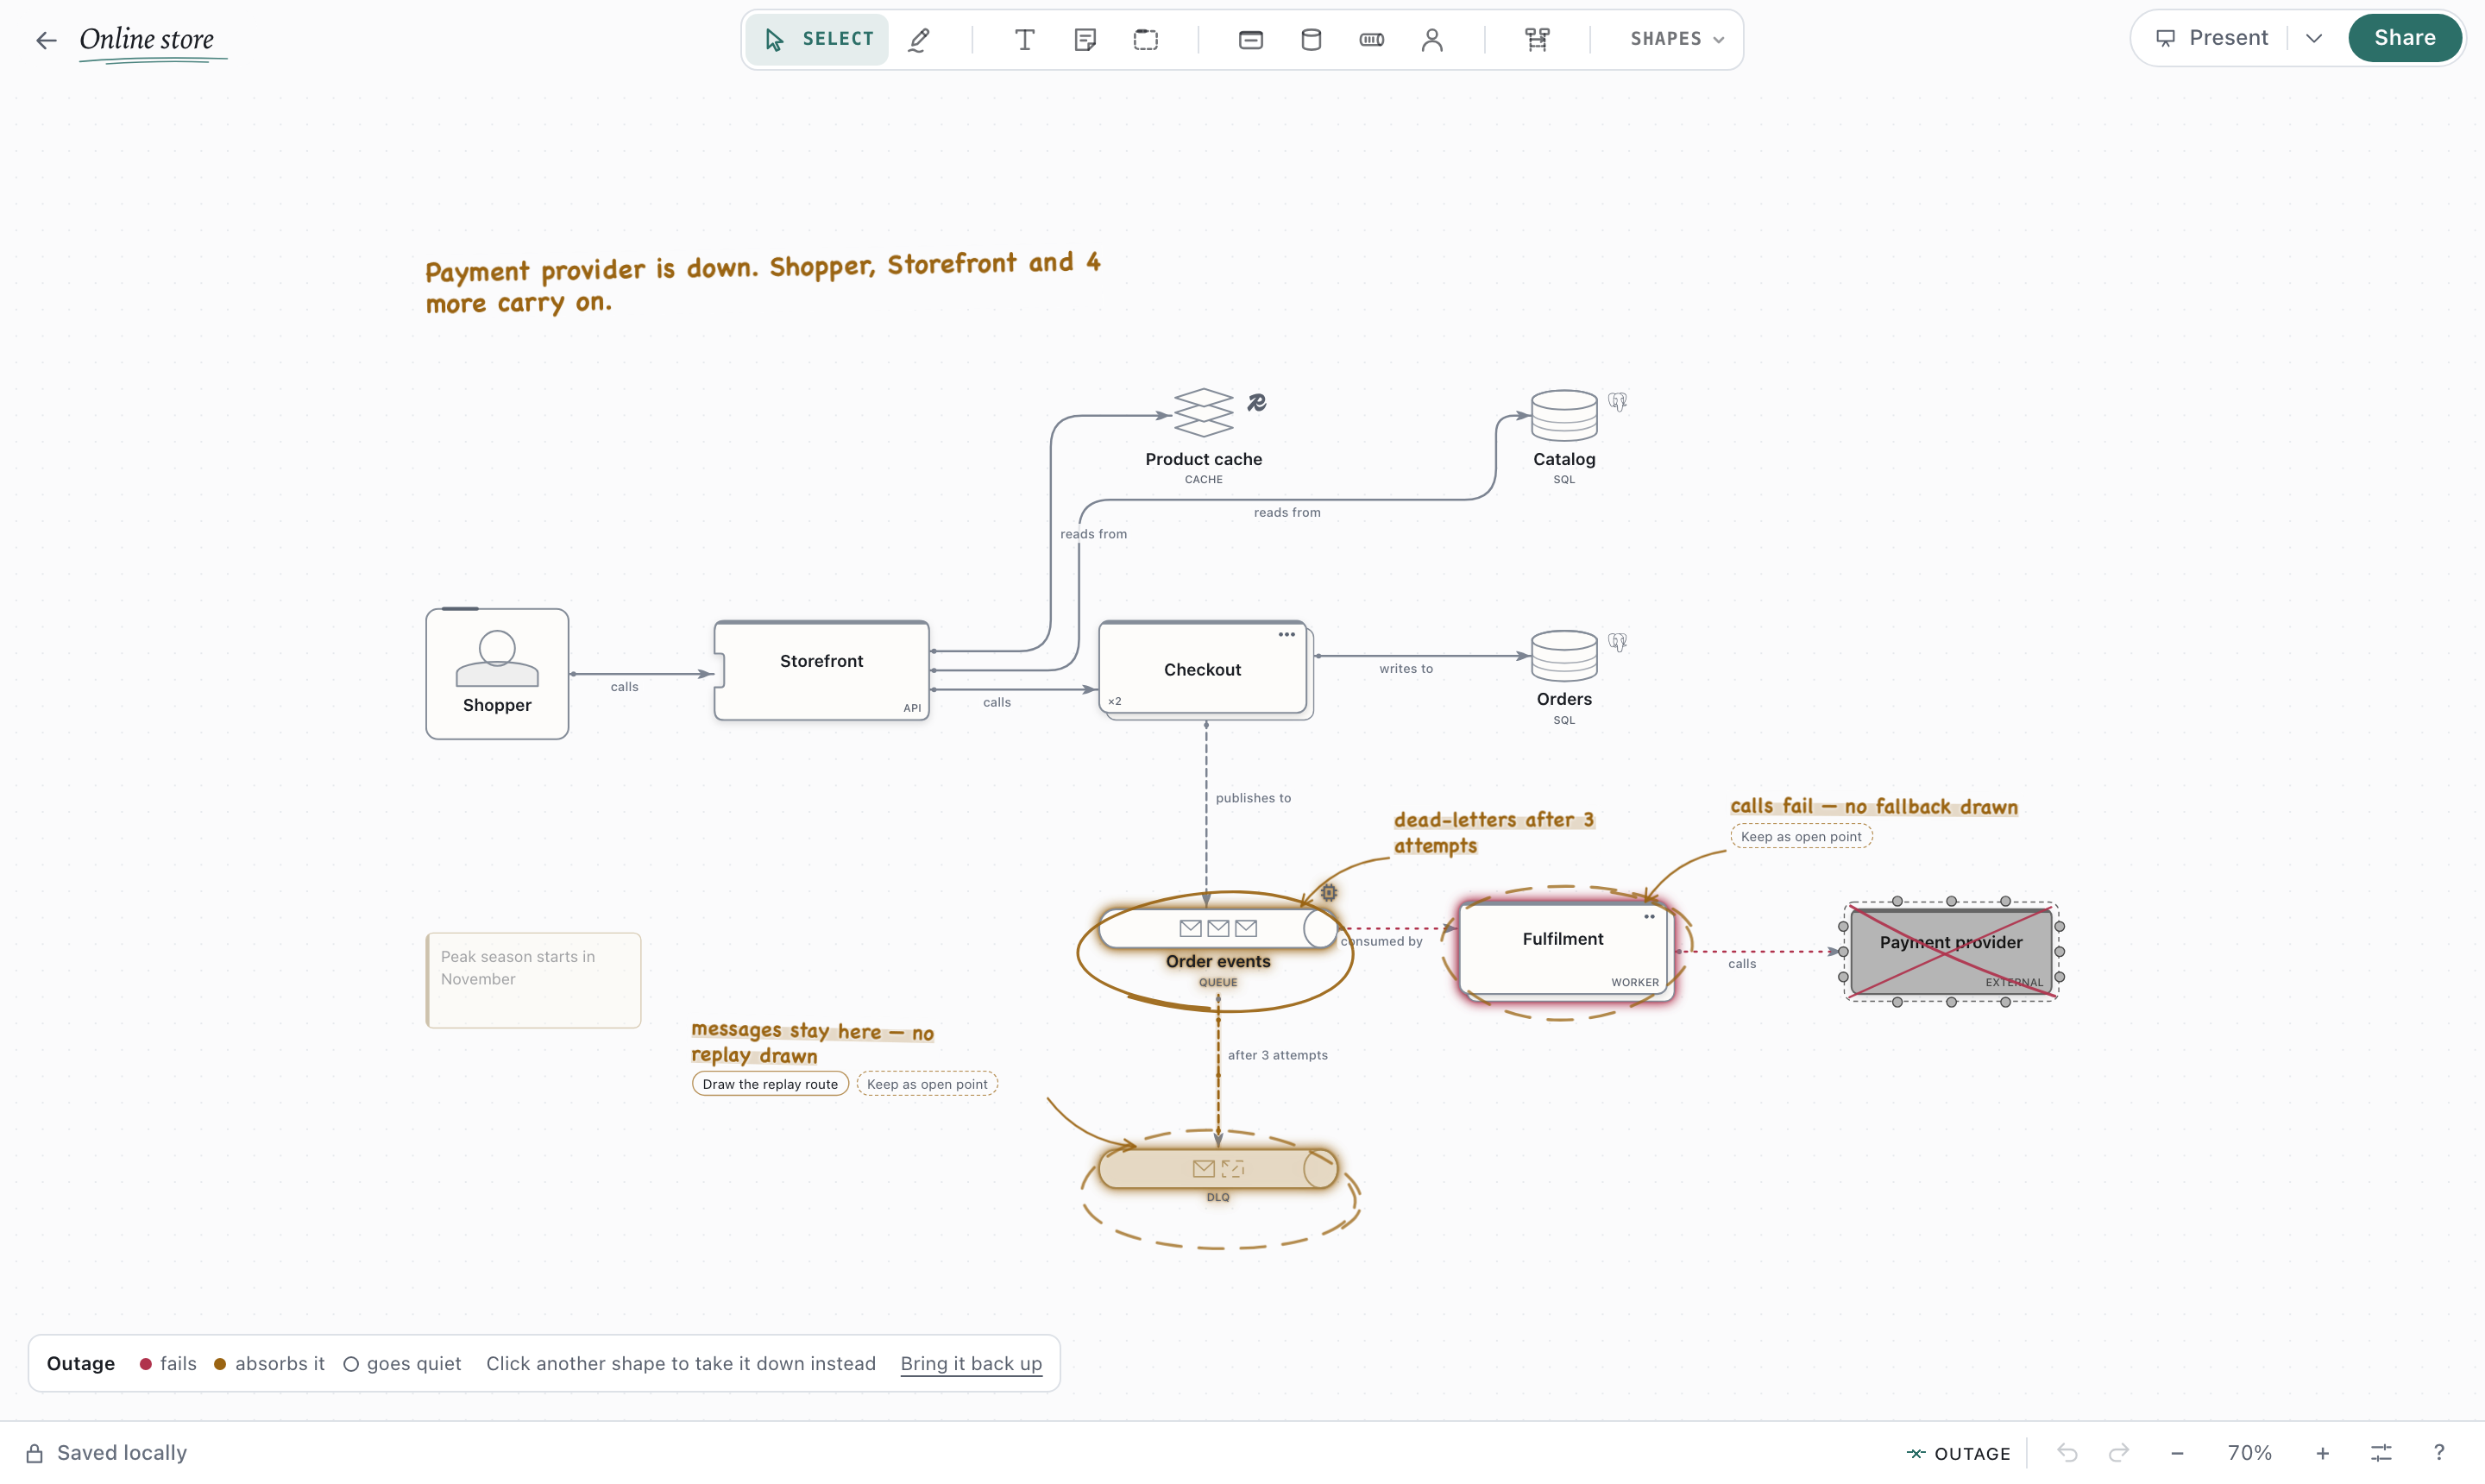 Online store
SELECT
SHAPES
Present
Share
Payment provider is down. Shopper, Storefront and 4
more carry on.
Product cache
CACHE
Catalog
SQL
reads from
reads from
Shopper
calls
Storefront
API
calls
Checkout
×2
writes to
Orders
SQL
publishes to
dead-letters after 3
attempts
calls fail — no fallback drawn
Keep as open point
Order events
QUEUE
consumed by
Fulfilment
WORKER
calls
Payment provider
EXTERNAL
Peak season starts in
November
messages stay here — no
replay drawn
Draw the replay route
Keep as open point
after 3 attempts
DLQ
Outage
fails
absorbs it
goes quiet
Click another shape to take it down instead
Bring it back up
Saved locally
OUTAGE
− 70% +
?